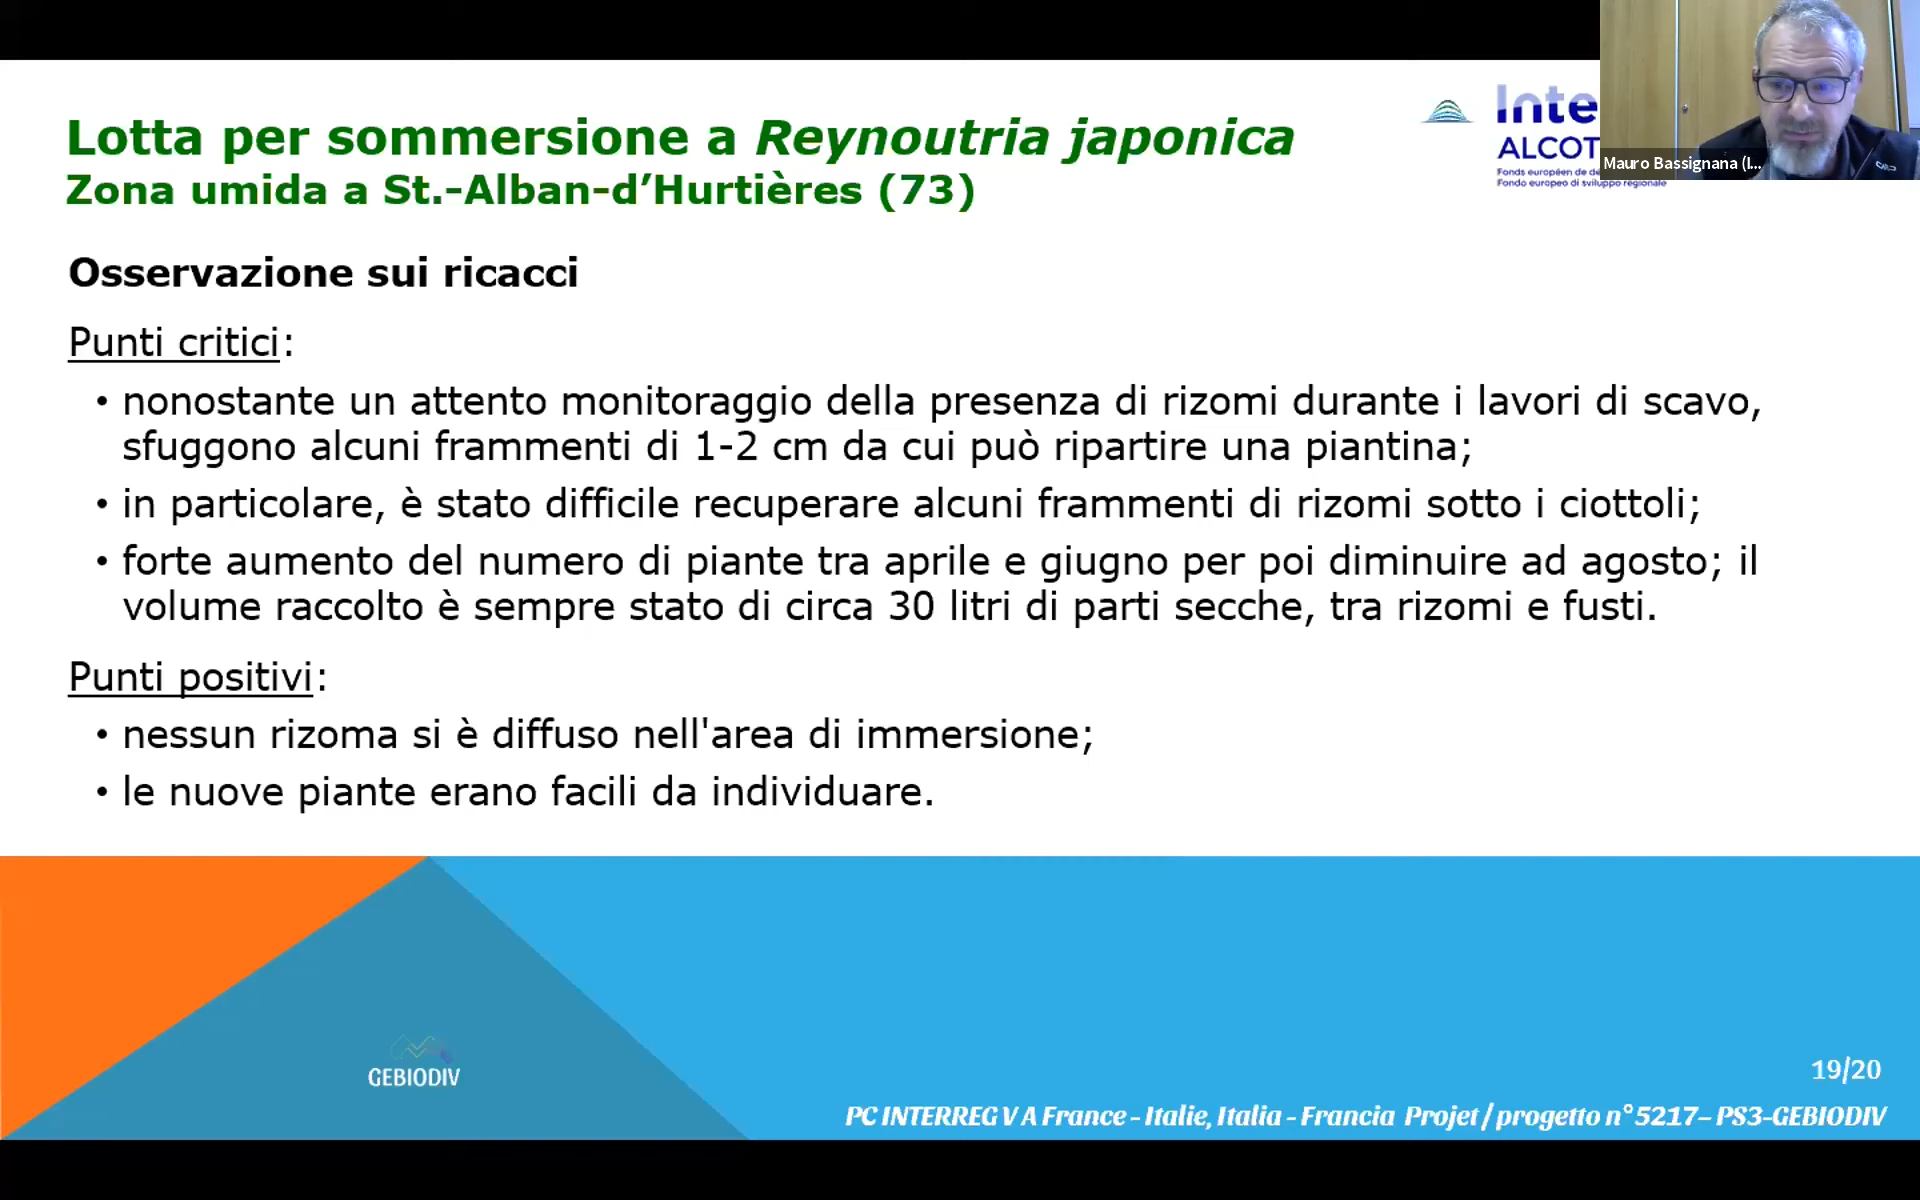 Lotta per sommersione a Reynoutria japonica
Zona umida a St.-Alban-d’Hurtières (73)
Inte
ALCOT
Fonds européen de dé
Fondo europeo di sviluppo regionale
Mauro Bassignana (I...
Osservazione sui ricacci
Punti critici:
• nonostante un attento monitoraggio della presenza di rizomi durante i lavori di scavo,
sfuggono alcuni frammenti di 1-2 cm da cui può ripartire una piantina;
• in particolare, è stato difficile recuperare alcuni frammenti di rizomi sotto i ciottoli;
• forte aumento del numero di piante tra aprile e giugno per poi diminuire ad agosto; il
volume raccolto è sempre stato di circa 30 litri di parti secche, tra rizomi e fusti.
Punti positivi:
• nessun rizoma si è diffuso nell'area di immersione;
• le nuove piante erano facili da individuare.
GEBIODIV
19/20
PC INTERREG V A France - Italie, Italia - Francia Projet / progetto n° 5217– PS3-GEBIODIV